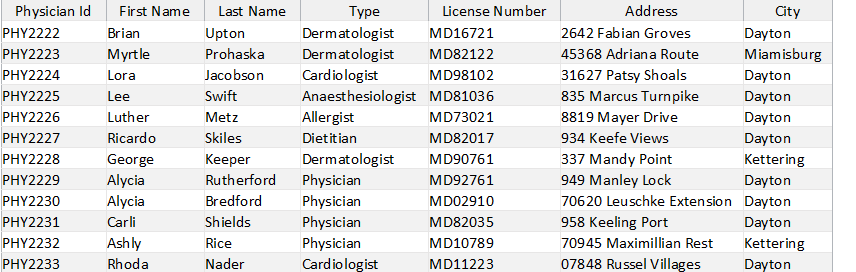 Physician Id First Name Last Name Type License Number Address City
PHY2222 Brian Upton Dermatologist MD16721 2642 Fabian Groves Dayton
PHY2223 Myrtle Prohaska Dermatologist MD82122 45368 Adriana Route Miamisburg
PHY2224 Lora Jacobson Cardiologist MD98102 31627 Patsy Shoals Dayton
PHY2225 Lee Swift Anaesthesiologist MD81036 835 Marcus Turnpike Dayton
PHY2226 Luther Metz Allergist MD73021 8819 Mayer Drive Dayton
PHY2227 Ricardo Skiles Dietitian MD82017 934 Keefe Views Dayton
PHY2228 George Keeper Dermatologist MD90761 337 Mandy Point Kettering
PHY2229 Alycia Rutherford Physician MD92761 949 Manley Lock Dayton
PHY2230 Alycia Bredford Physician MD02910 70620 Leuschke Extension Dayton
PHY2231 Carli Shields Physician MD82035 958 Keeling Port Dayton
PHY2232 Ashly Rice Physician MD10789 70945 Maximillian Rest Kettering
PHY2233 Rhoda Nader Cardiologist MD11223 07848 Russel Villages Dayton